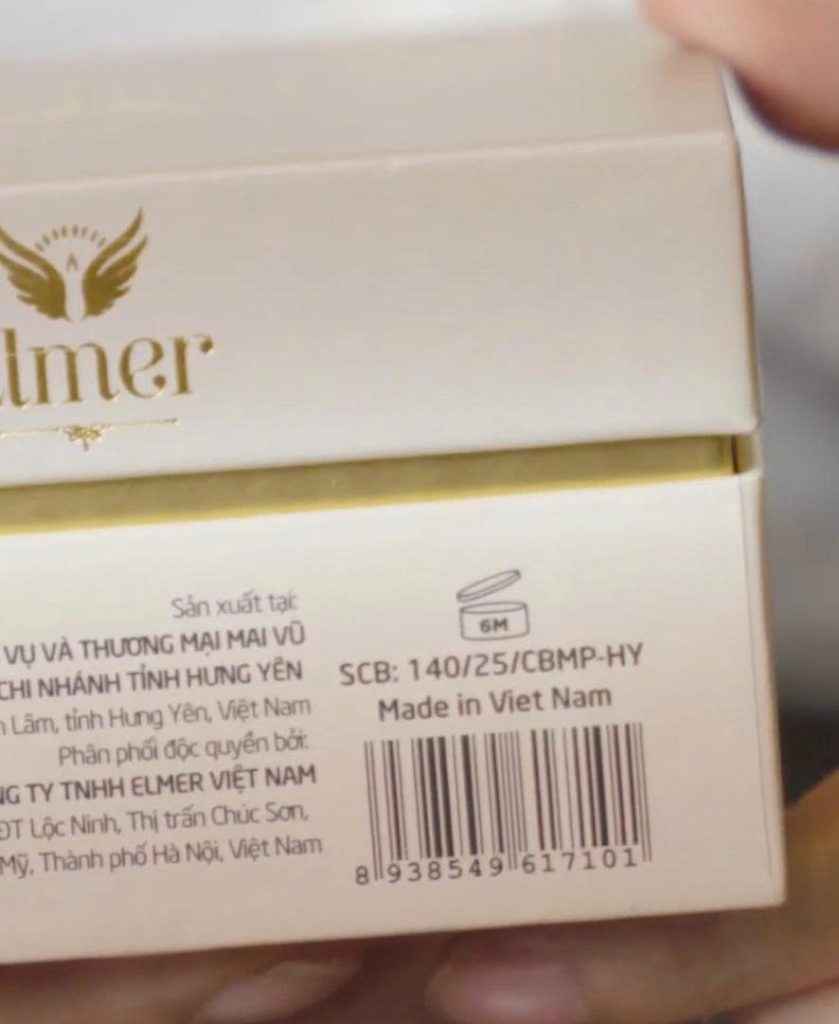 lmer
Sản xuất tại:
VỤ VÀ THƯƠNG MẠI MAI VŨ
CHI NHÁNH TỈNH HƯNG YÊN
Lâm, tỉnh Hưng Yên, Việt Nam
Phân phối độc quyền bởi:
TY TNHH ELMER VIỆT NAM
ĐT Lộc Ninh, Thị trấn Chúc Sơn,
Mỹ, Thành phố Hà Nội, Việt Nam
6M
SCB: 140/25/CBMP-HY
Made in Viet Nam
8 938549 617101